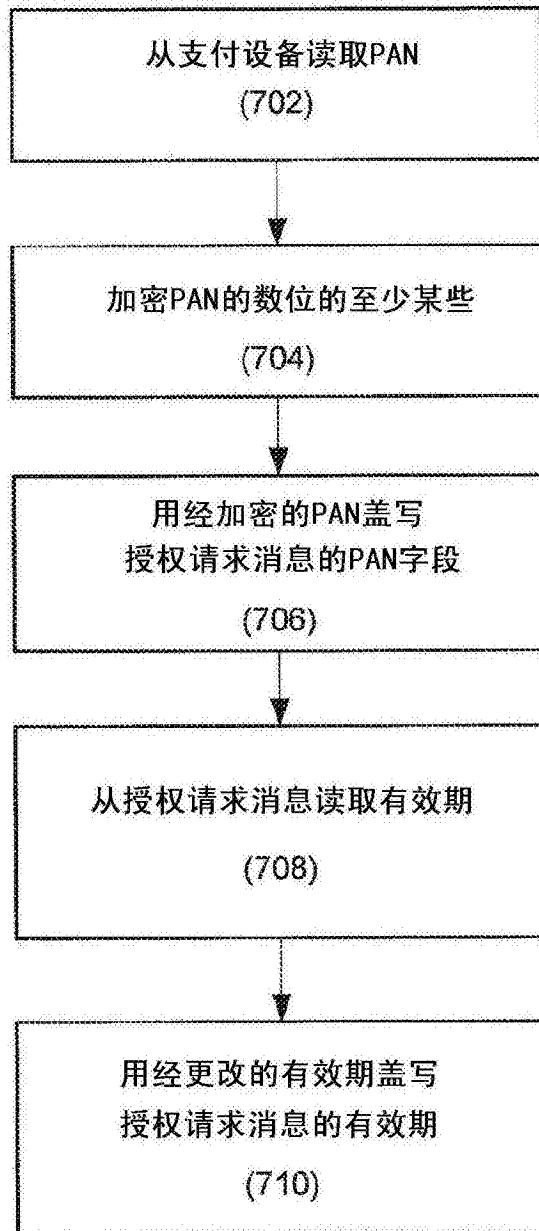 从支付设备读取PAN
(702)
加密PAN的数位的至少某些
(704)
用经加密的PAN盖写
授权请求消息的PAN字段
(706)
从授权请求消息读取有效期
(708)
用经更改的有效期盖写
授权请求消息的有效期
(710)